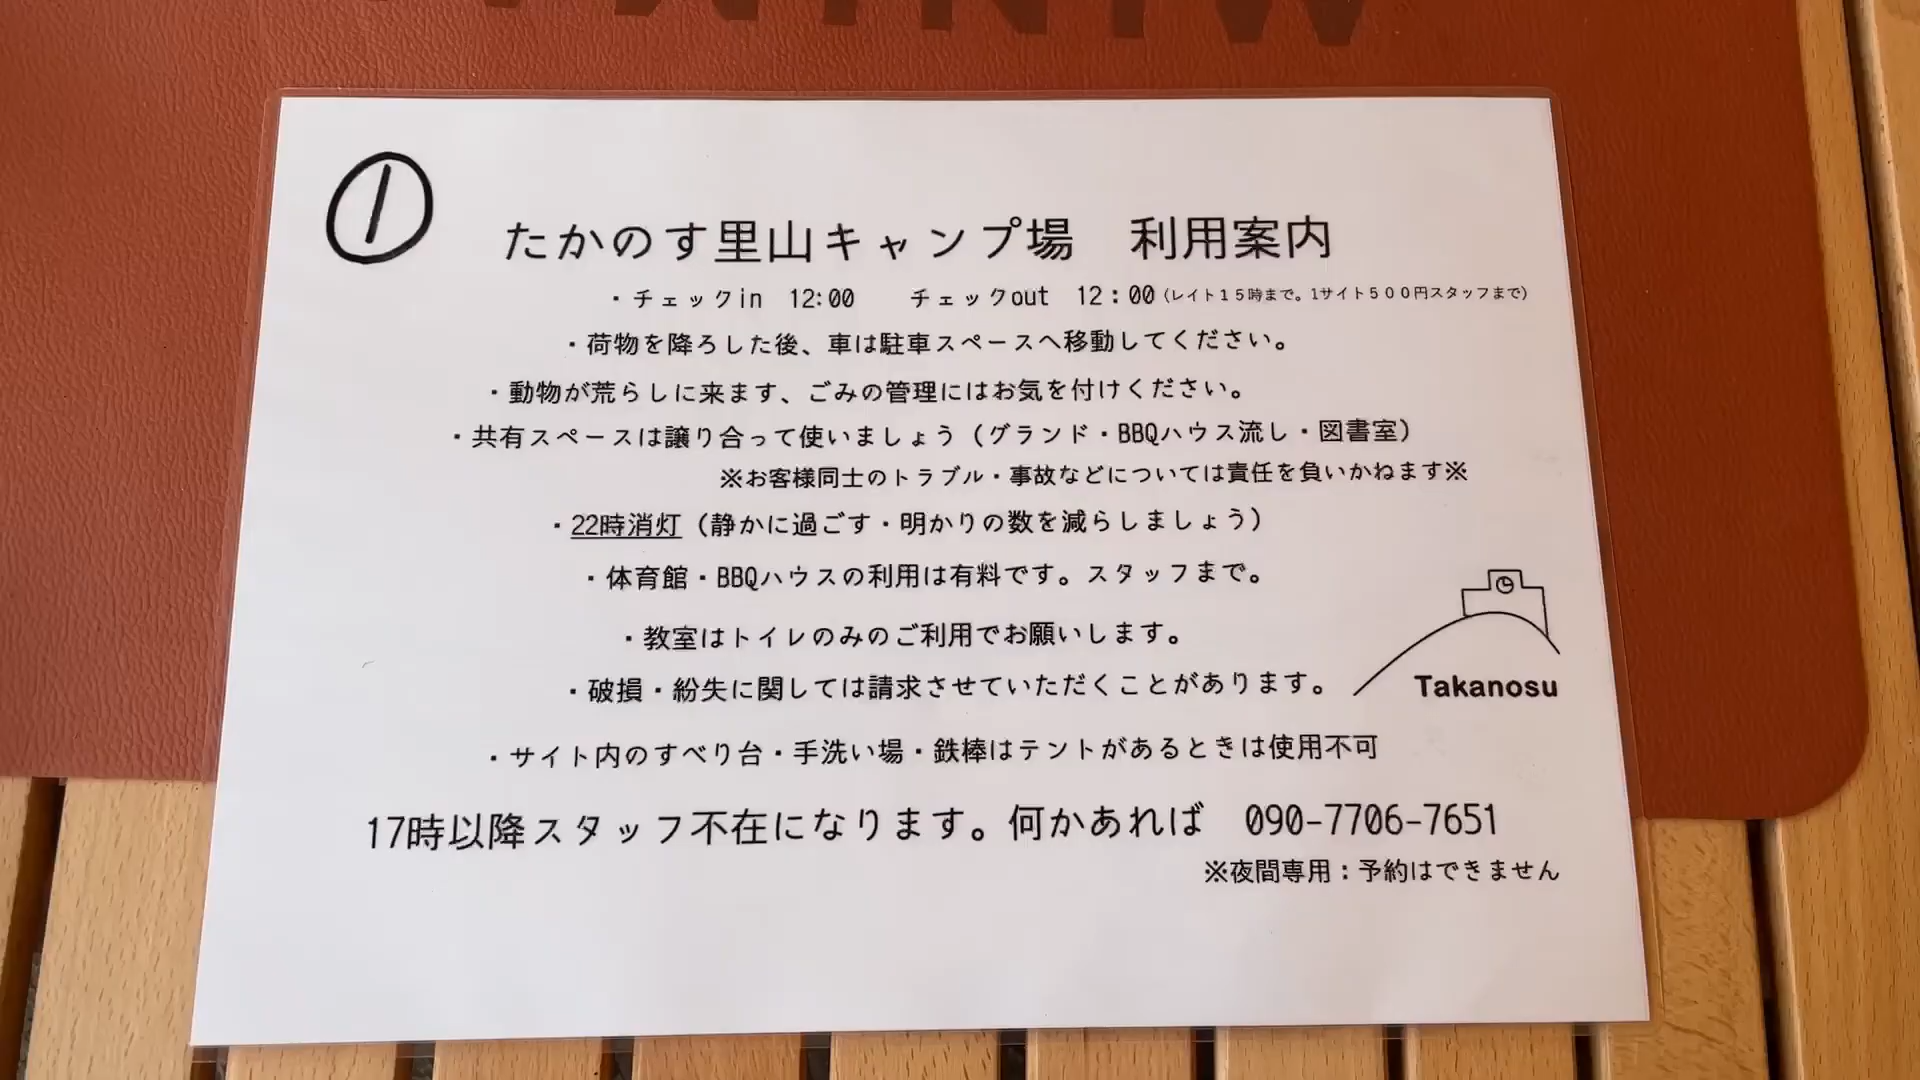 ①
たかのす里山キャンプ場　利用案内
・チェックin　12:00　　チェックout　12：00（レイト１５時まで。1サイト５００円スタッフまで）
・荷物を降ろした後、車は駐車スペースへ移動してください。
・動物が荒らしに来ます、ごみの管理にはお気を付けください。
・共有スペースは譲り合って使いましょう（グランド・BBQハウス流し・図書室）
※お客様同士のトラブル・事故などについては責任を負いかねます※
・22時消灯（静かに過ごす・明かりの数を減らしましょう）
・体育館・BBQハウスの利用は有料です。スタッフまで。
・教室はトイレのみのご利用でお願いします。
・破損・紛失に関しては請求させていただくことがあります。
Takanosu
・サイト内のすべり台・手洗い場・鉄棒はテントがあるときは使用不可
17時以降スタッフ不在になります。何かあれば　090-7706-7651
※夜間専用：予約はできません